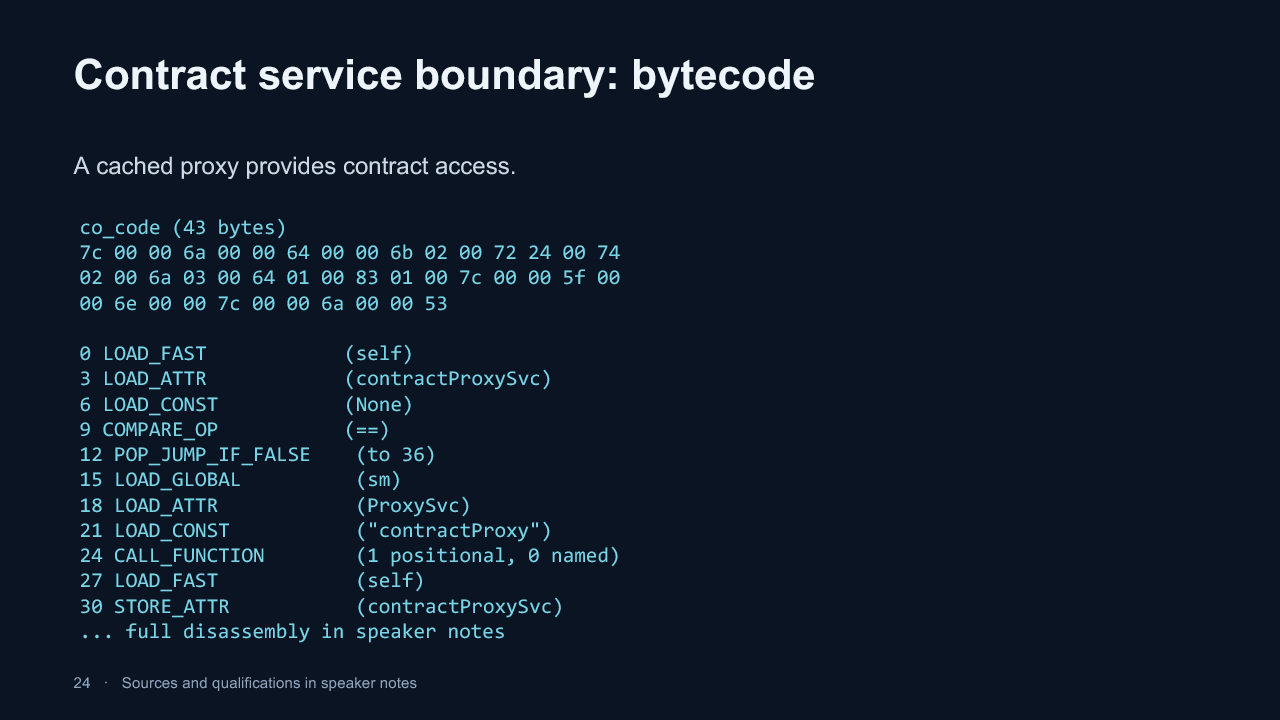 Contract service boundary: bytecode
A cached proxy provides contract access.
co_code (43 bytes)
7c 00 00 6a 00 00 64 00 00 6b 02 00 72 24 00 74
02 00 6a 03 00 64 01 00 83 01 00 7c 00 00 5f 00
00 6e 00 00 7c 00 00 6a 00 00 53
0 LOAD_FAST (self)
3 LOAD_ATTR (contractProxySvc)
6 LOAD_CONST (None)
9 COMPARE_OP (==)
12 POP_JUMP_IF_FALSE (to 36)
15 LOAD_GLOBAL (sm)
18 LOAD_ATTR (ProxySvc)
21 LOAD_CONST ("contractProxy")
24 CALL_FUNCTION (1 positional, 0 named)
27 LOAD_FAST (self)
30 STORE_ATTR (contractProxySvc)
... full disassembly in speaker notes
24 · Sources and qualifications in speaker notes